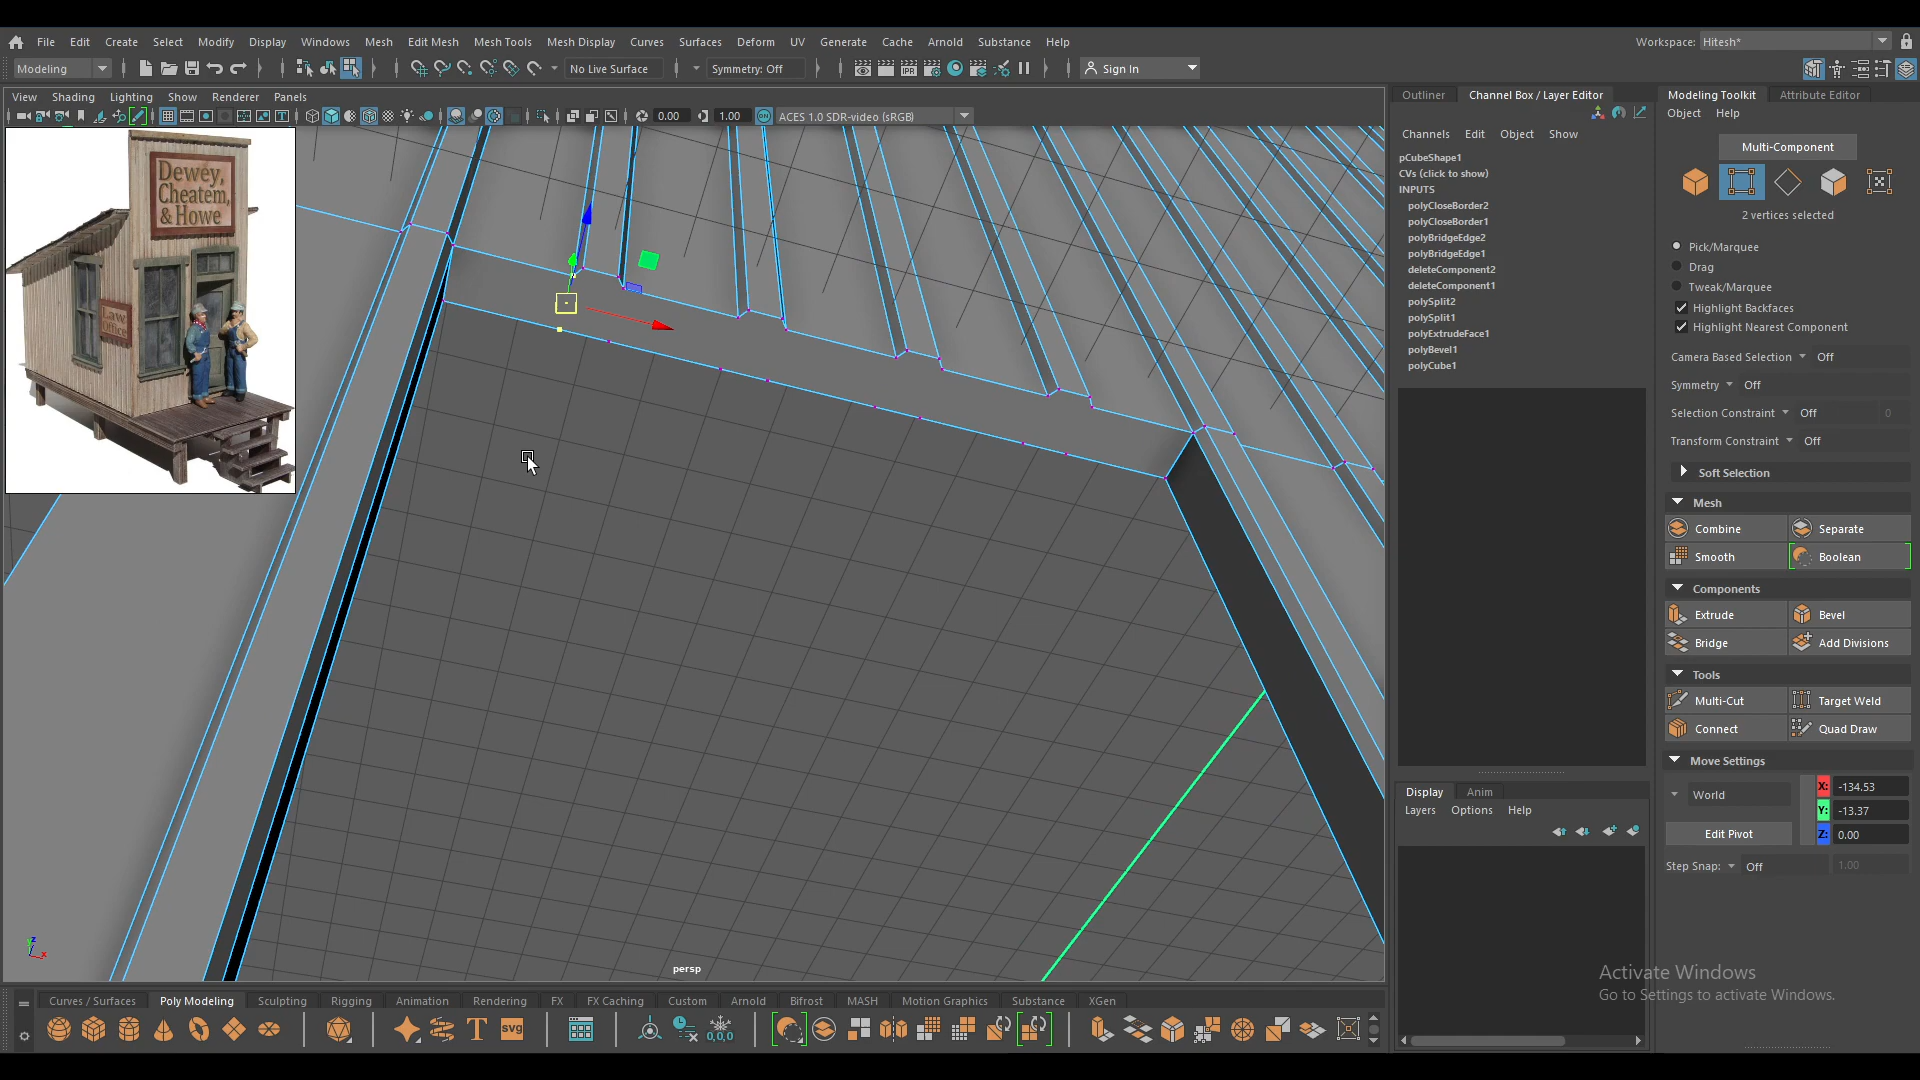 File Edit Create Select Modify Display Windows Mesh Edit Mesh Mesh Tools Mesh Display Curves Surfaces Deform UV Generate Cache Arnold Substance Help
Workspace: Hitesh*
Modeling
No Live Surface
Symmetry: Off
IPR
Sign In
View Shading Lighting Show Renderer Panels
0.00
1.00
ON
ACES 1.0 SDR-video (sRGB)
Dewey,
Cheatem,
& Howe
Law
Office
persp
z
x
Outliner Channel Box / Layer Editor
Channels Edit Object Show
pCubeShape1
CVs (click to show)
INPUTS
polyCloseBorder2
polyCloseBorder1
polyBridgeEdge2
polyBridgeEdge1
deleteComponent2
deleteComponent1
polySplit2
polySplit1
polyExtrudeFace1
polyBevel1
polyCube1
Display Anim
Layers Options Help
Modeling Toolkit Attribute Editor
Object Help
Multi-Component
2 vertices selected
Pick/Marquee
Drag
Tweak/Marquee
Highlight Backfaces
Highlight Nearest Component
Camera Based Selection Off
Symmetry Off
Selection Constraint Off 0
Transform Constraint Off
Soft Selection
Mesh
Combine Separate
Smooth Boolean
Components
Extrude Bevel
Bridge Add Divisions
Tools
Multi-Cut Target Weld
Connect Quad Draw
Move Settings
World
X: -134.53
Y: -13.37
Edit Pivot
Z: 0.00
Step Snap: Off 1.00
Activate Windows
Go to Settings to activate Windows.
Curves / Surfaces Poly Modeling Sculpting Rigging Animation Rendering FX FX Caching Custom Arnold Bifrost MASH Motion Graphics Substance XGen
T
SVG
0,0,0